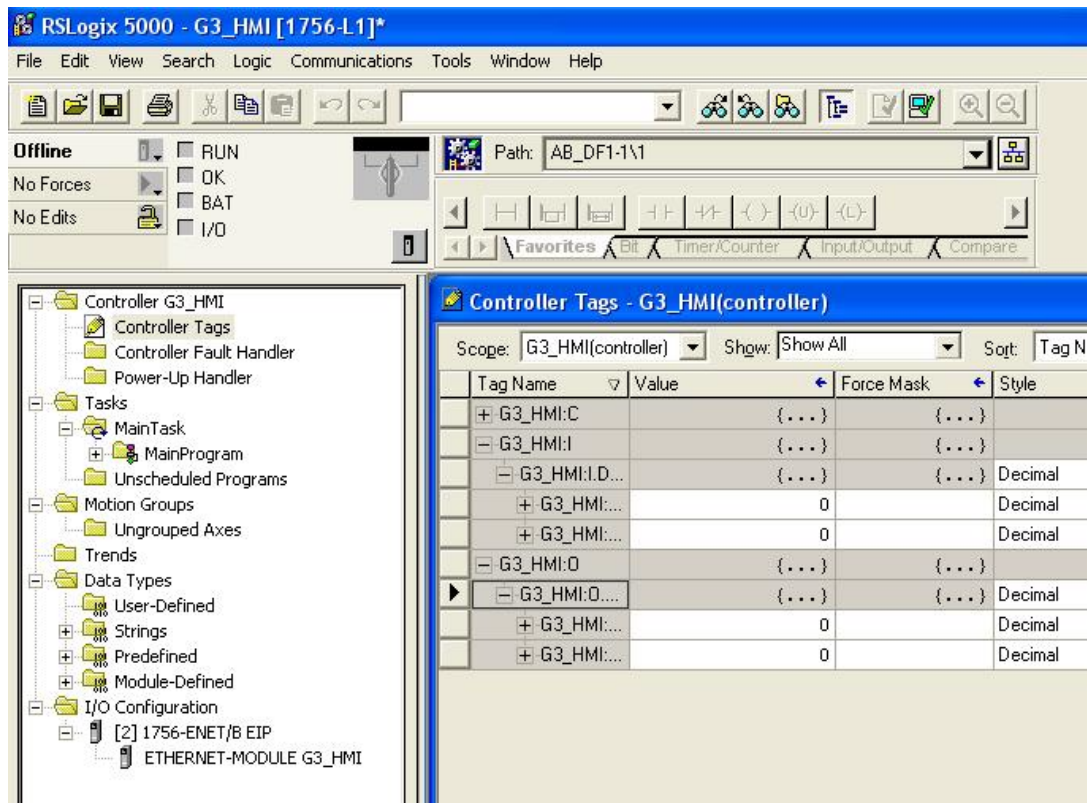 RSLogix 5000 - G3_HMI [1756-L1]*
File Edit View Search Logic Communications Tools Window Help
Offline
RUN
No Forces
OK
No Edits
BAT
I/O
Path: AB_DF1-1\1
Favorites Bit Timer/Counter Input/Output Compare
Controller G3_HMI
Controller Tags
Controller Fault Handler
Power-Up Handler
Tasks
MainTask
MainProgram
Unscheduled Programs
Motion Groups
Ungrouped Axes
Trends
Data Types
User-Defined
Strings
Predefined
Module-Defined
I/O Configuration
[2] 1756-ENET/B EIP
ETHERNET-MODULE G3_HMI
Controller Tags - G3_HMI(controller)
Scope: G3_HMI(controller) Show: Show All Sort: Tag N
Tag Name Value Force Mask Style
G3_HMI:C {...} {...}
G3_HMI:I {...} {...}
G3_HMI:I.D... {...} {...} Decimal
G3_HMI:... 0 Decimal
G3_HMI:... 0 Decimal
G3_HMI:O {...} {...}
G3_HMI:O.... {...} {...} Decimal
G3_HMI:... 0 Decimal
G3_HMI:... 0 Decimal